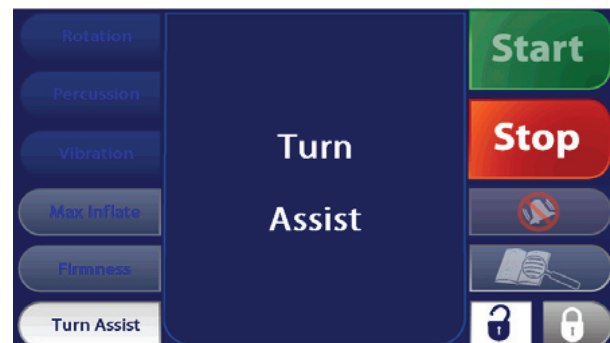 Rotation
Percussion
Vibration
Max Inflate
Firmness
Turn Assist
Turn
Assist
Start
Stop